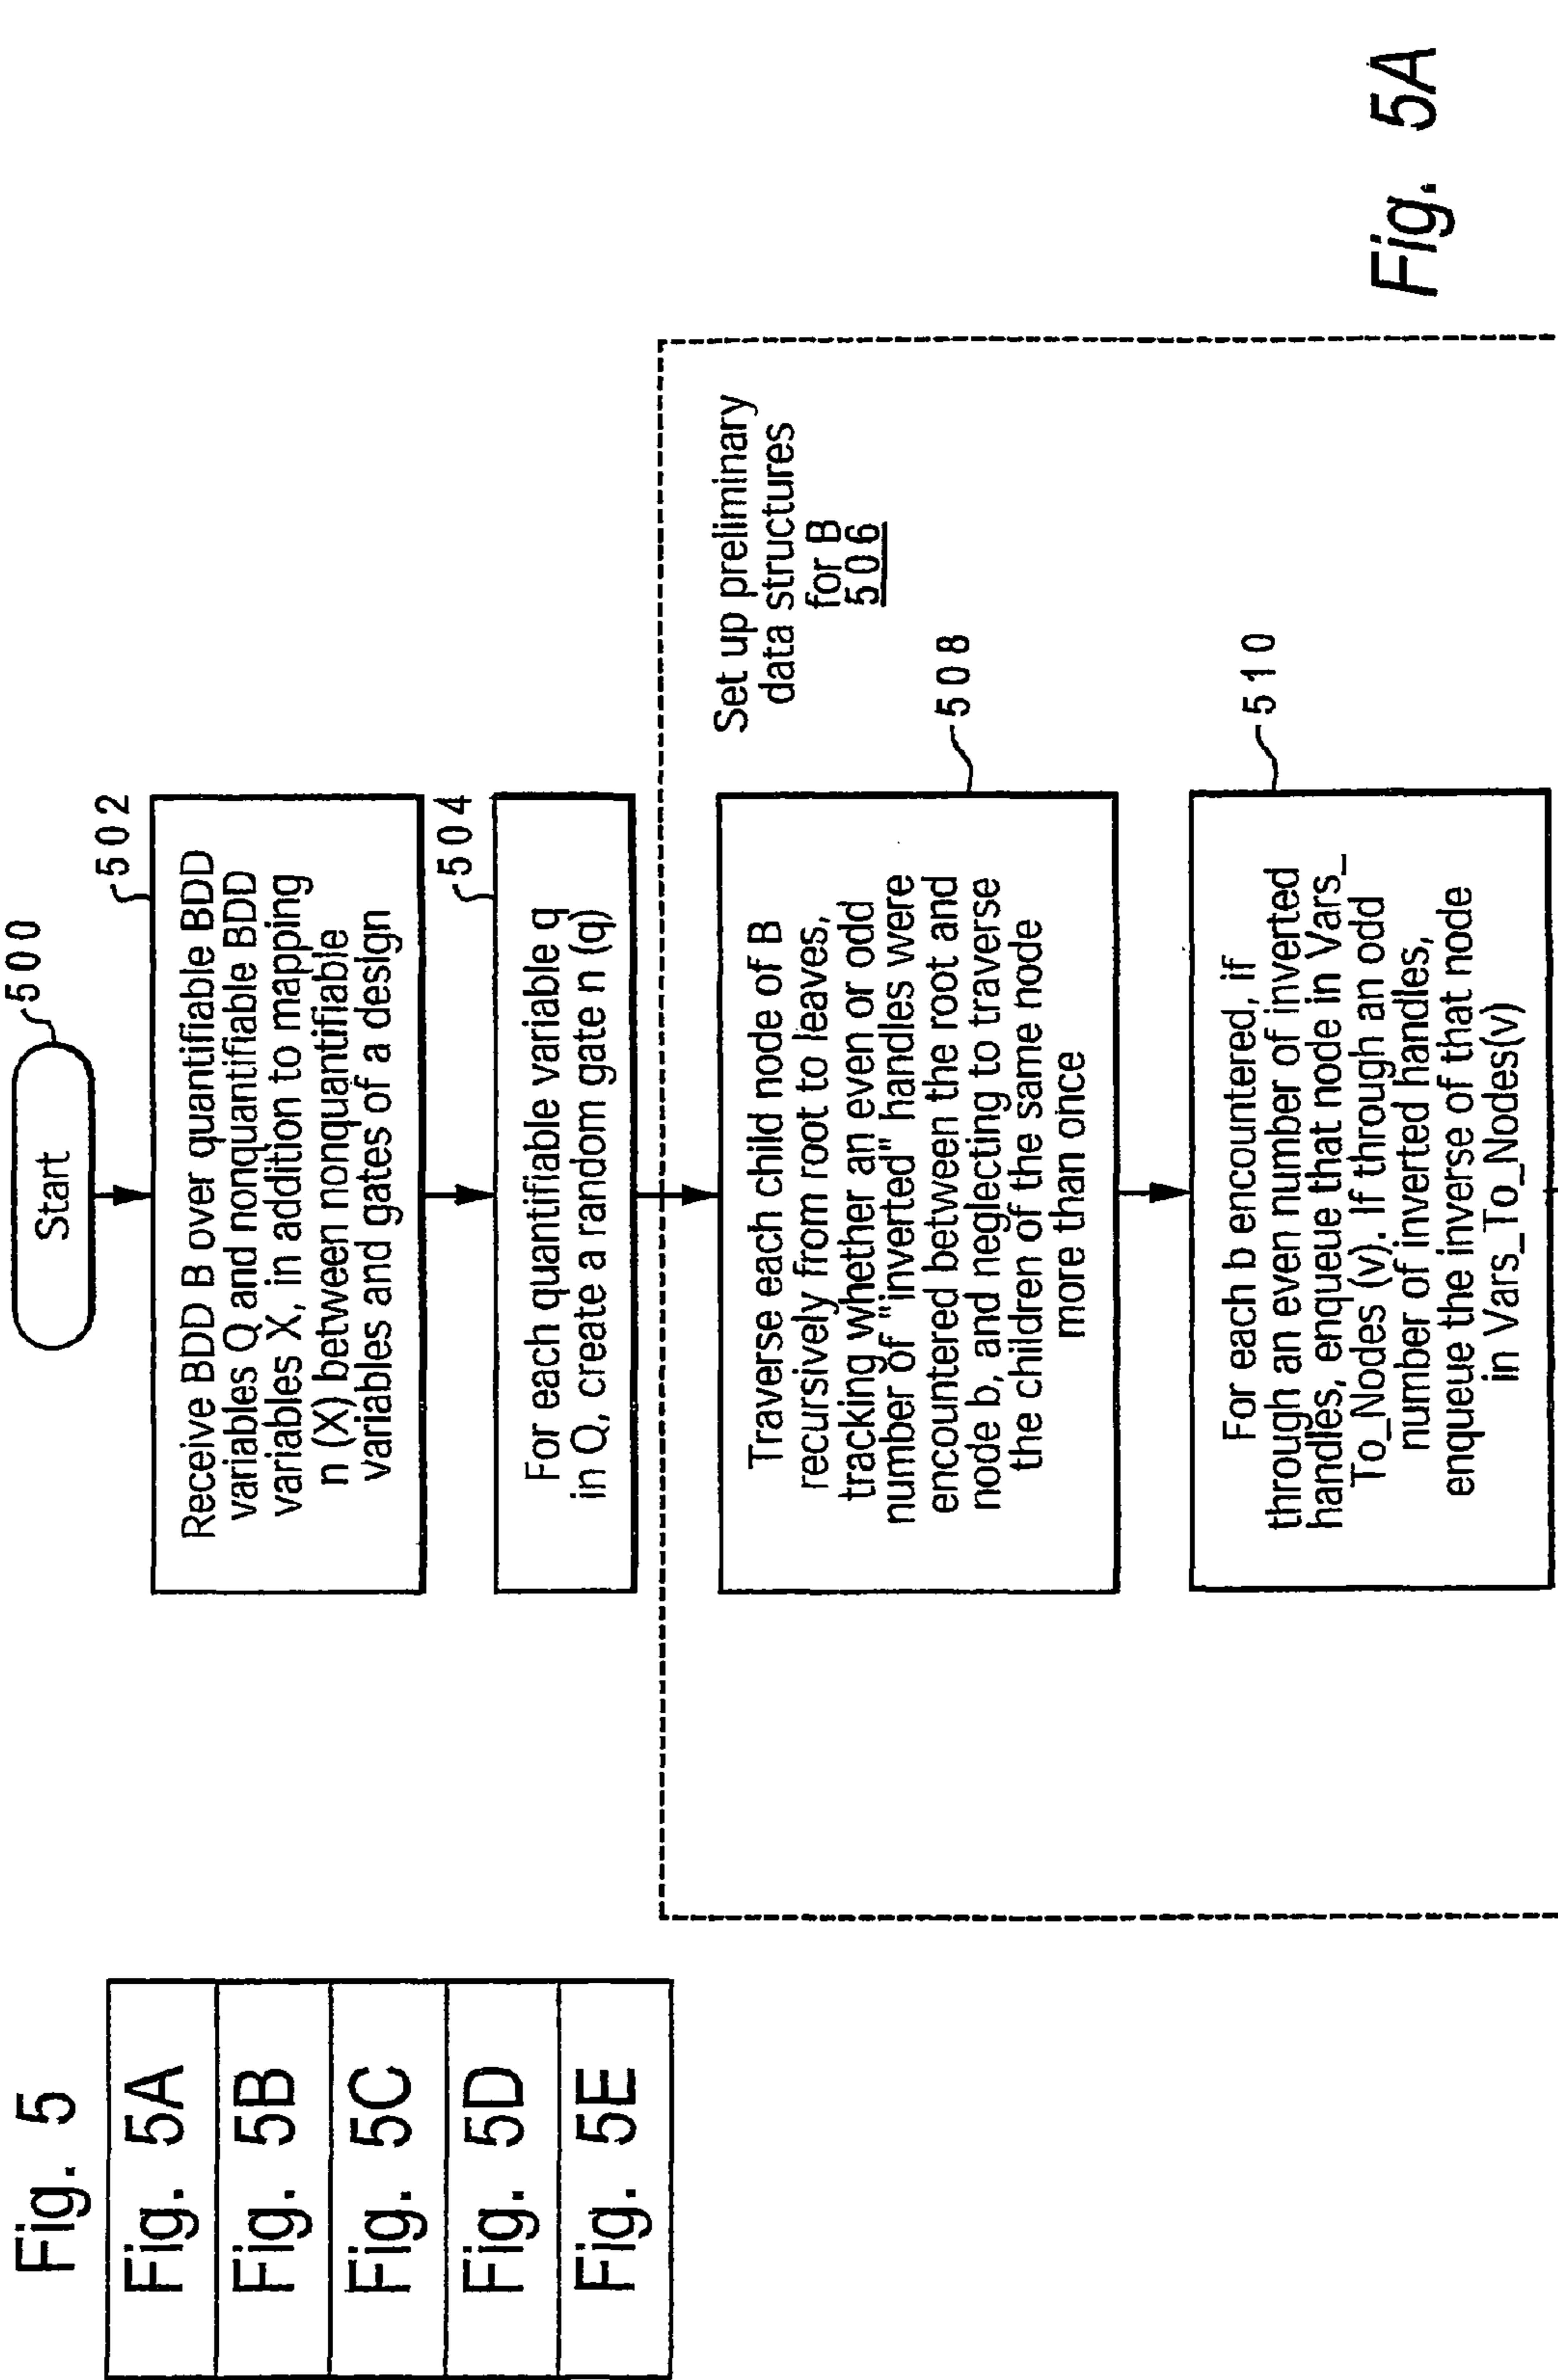 Fig. 5
Fig. 5A
Fig. 5B
Fig. 5C
Fig. 5D
Fig. 5E
Start
500
502
Receive BDD B over quantifiable BDD
variables Q and nonquantifiable BDD
variables X, in addition to mapping
n (X) between nonquantifiable
variables and gates of a design
504
For each quantifiable variable q
in Q, create a random gate n (q)
Set up preliminary
data structures
for B
506
508
Traverse each child node of B
recursively from root to leaves,
tracking whether an even or odd
number of "inverted" handles were
encountered between the root and
node b, and neglecting to traverse
the children of the same node
more than once
510
For each b encountered, if
through an even number of inverted
handles, enqueue that node in Vars_
To_Nodes (v). If through an odd
number of inverted handles,
enqueue the inverse of that node
in Vars_To_Nodes(v)
Fig. 5A